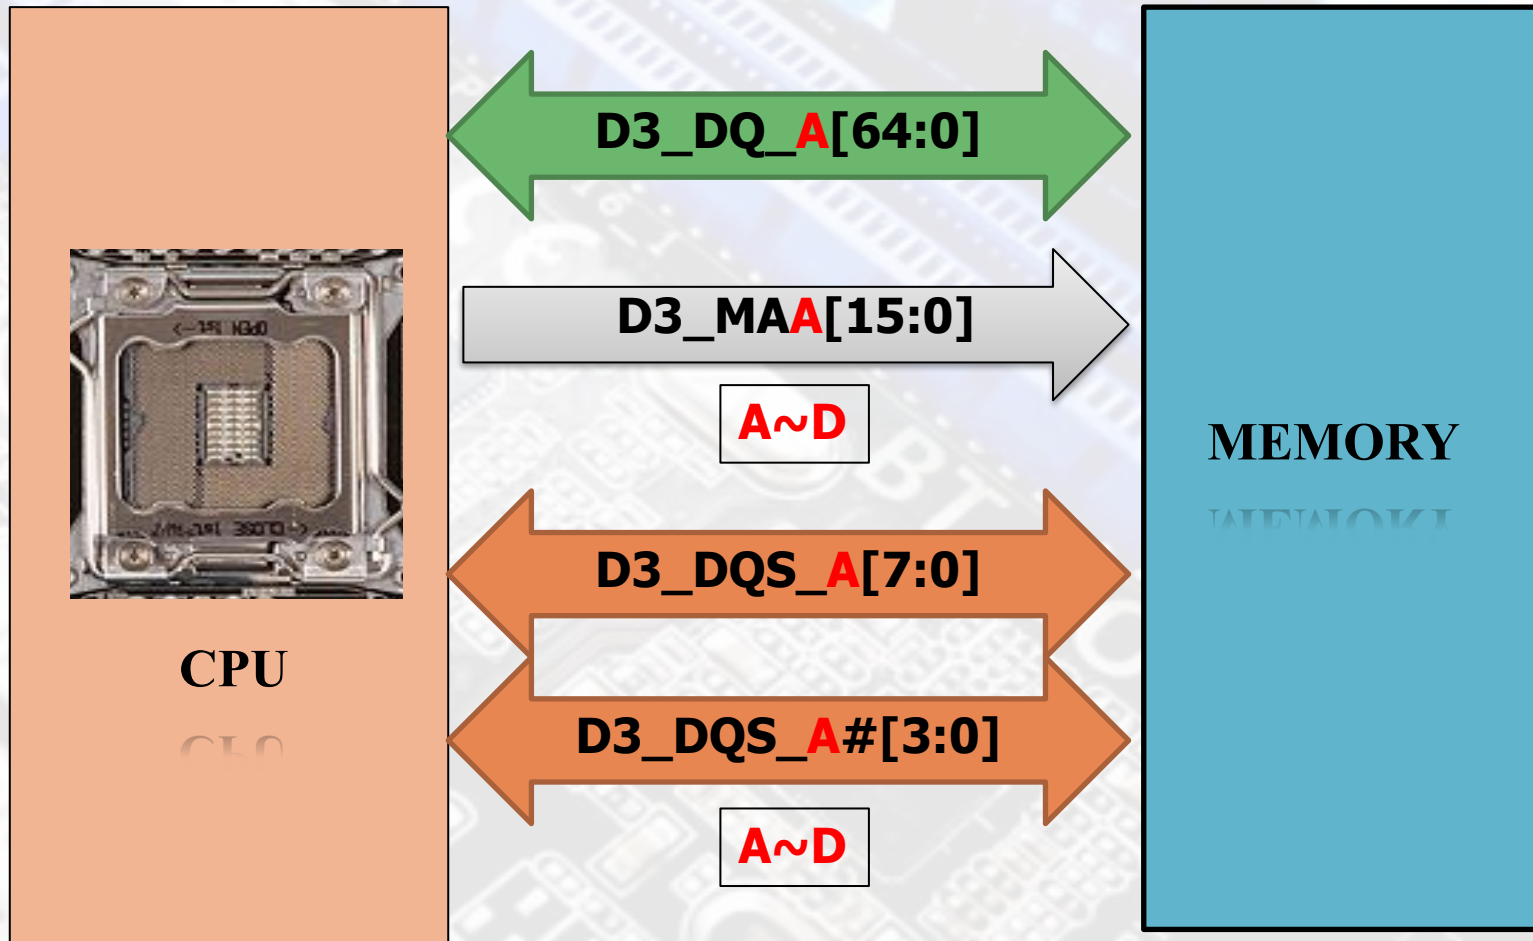 D3_DQ_A[64:0]
D3_MAA[15:0]
A~D
MEMORY
D3_DQS_A[7:0]
CPU
D3_DQS_A#[3:0]
A~D